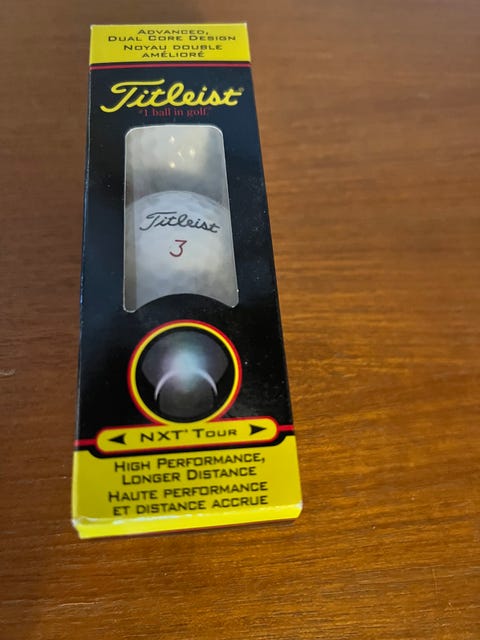 ADVANCED,
DUAL CORE DESIGN
NOYAU DOUBLE
AMÉLIORÉ
Titleist®
#1 ball in golf.®
Titleist
3
NXT® TOUR
HIGH PERFORMANCE,
LONGER DISTANCE
HAUTE PERFORMANCE
ET DISTANCE ACCRUE